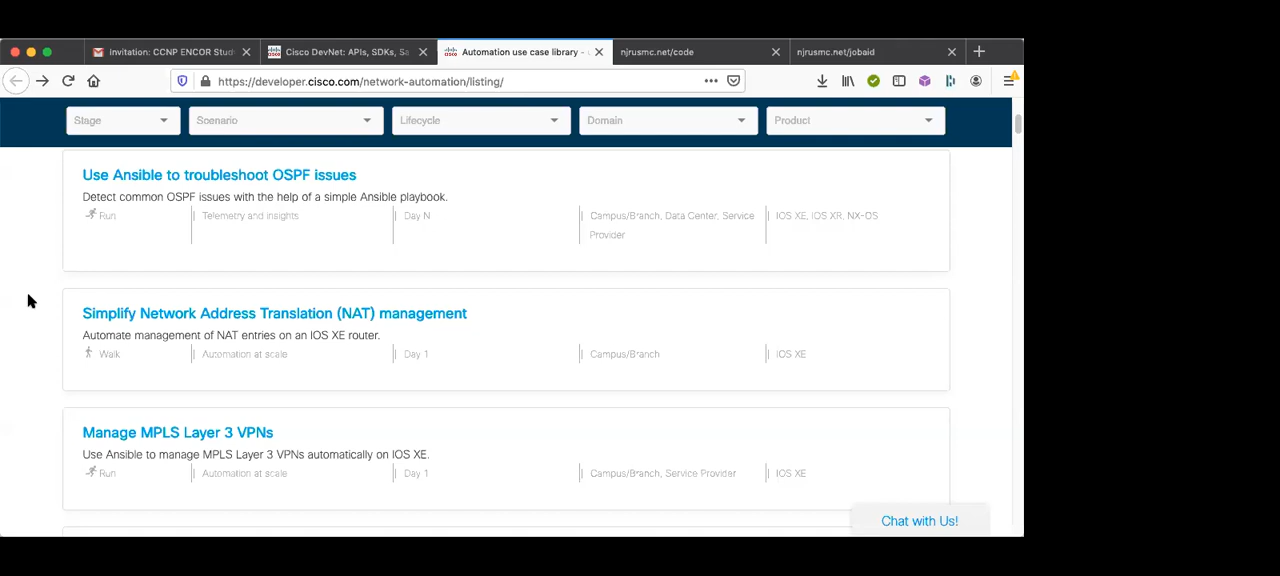 Invitation: CCNP ENCOR Stud
Cisco DevNet: APIs, SDKs, Sa
Automation use case library -
njrusmc.net/code
njrusmc.net/jobaid
https://developer.cisco.com/network-automation/listing/
Stage
Scenario
Lifecycle
Domain
Product
Use Ansible to troubleshoot OSPF issues
Detect common OSPF issues with the help of a simple Ansible playbook.
Run
Telemetry and insights
Day N
Campus/Branch, Data Center, Service
Provider
IOS XE, IOS XR, NX-OS
Simplify Network Address Translation (NAT) management
Automate management of NAT entries on an IOS XE router.
Walk
Automation at scale
Day 1
Campus/Branch
IOS XE
Manage MPLS Layer 3 VPNs
Use Ansible to manage MPLS Layer 3 VPNs automatically on IOS XE.
Run
Automation at scale
Day 1
Campus/Branch, Service Provider
IOS XE
Chat with Us!